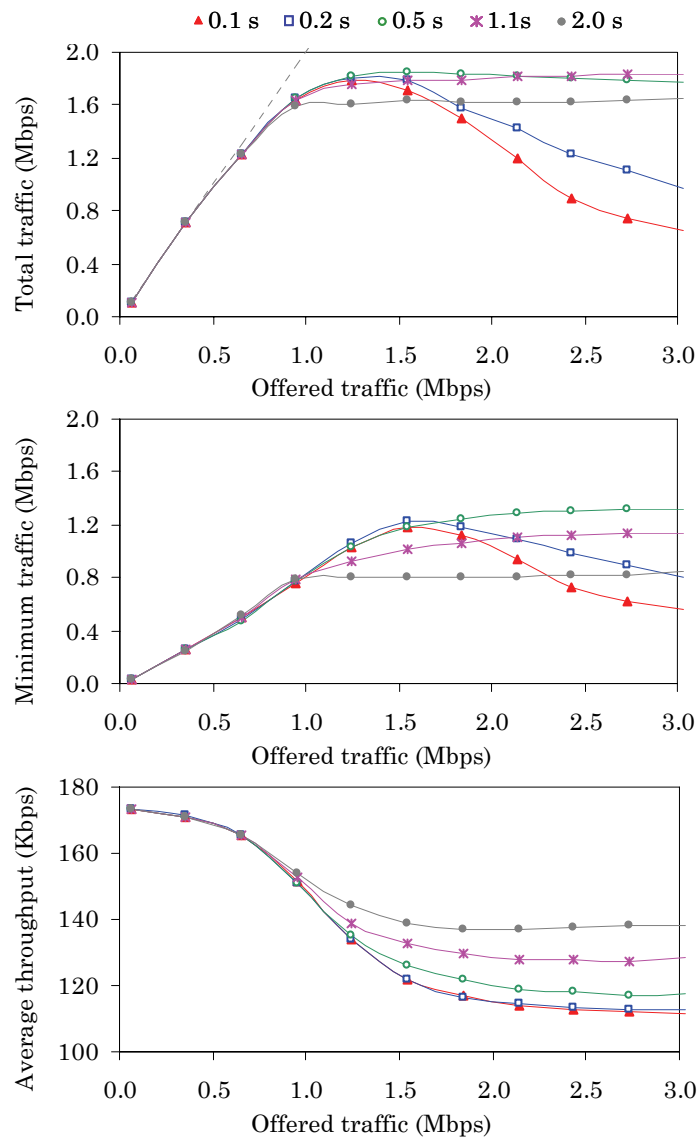 0.1 s 0.2 s 0.5 s 1.1s 2.0 s
Total traffic (Mbps)
2.0
1.6
1.2
0.8
0.4
0.0
0.0 0.5 1.0 1.5 2.0 2.5 3.0
Offered traffic (Mbps)
Minimum traffic (Mbps)
2.0
1.6
1.2
0.8
0.4
0.0
0.0 0.5 1.0 1.5 2.0 2.5 3.0
Offered traffic (Mbps)
Average throughput (Kbps)
180
160
140
120
100
0.0 0.5 1.0 1.5 2.0 2.5 3.0
Offered traffic (Mbps)